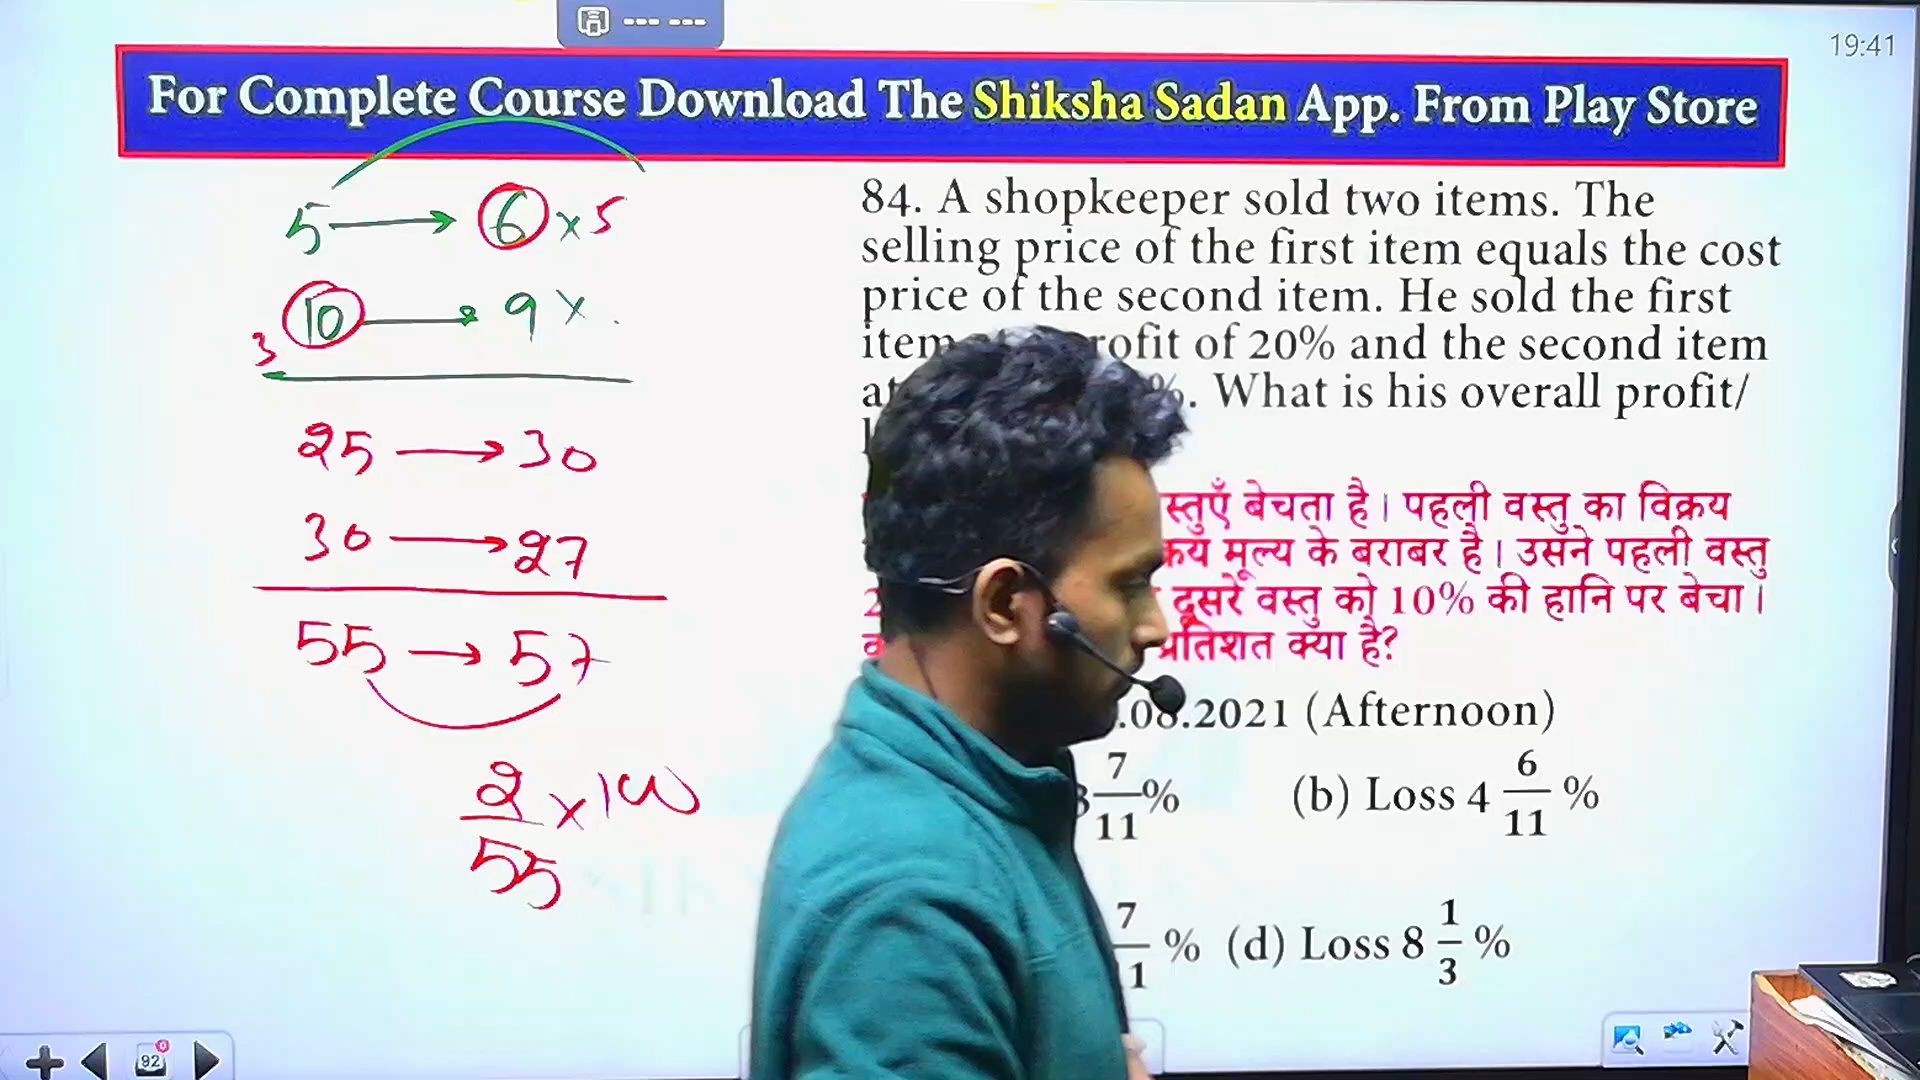 19:41
For Complete Course Download The Shiksha Sadan App. From Play Store
5 → 6 × 5
10 → 9 ×
3
25 → 30
30 → 27
55 → 57
2/55 × 100
84. A shopkeeper sold two items. The
selling price of the first item equals the cost
price of the second item. He sold the first
item profit of 20% and the second item
%. What is his overall profit/
बेचता है। पहली वस्तु का विक्रय
मूल्य के बराबर है। उसने पहली वस्तु
दूसरे वस्तु को 10% की हानि पर बेचा।
प्रतिशत क्या है?
.08.2021 (Afternoon)
7/11 % (b) Loss 4 6/11 %
% (d) Loss 8 1/3 %
92